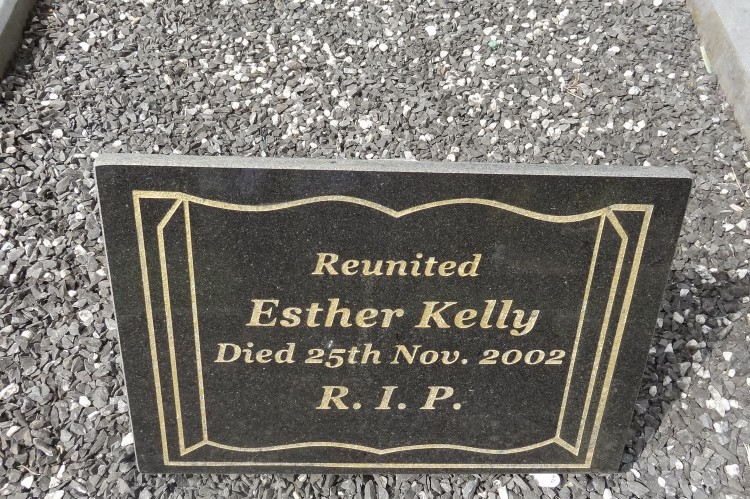 Reunited
Esther Kelly
Died 25th Nov. 2002
R. I. P.